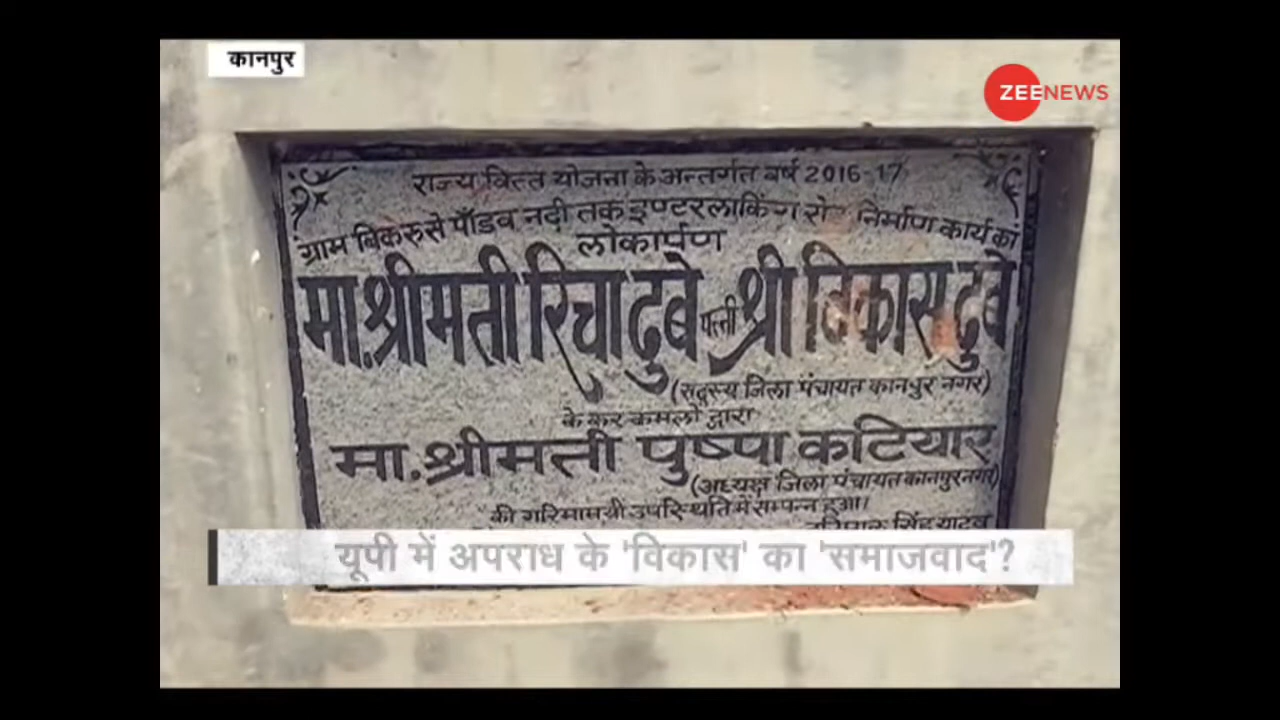 कानपुर
ZEENEWS
राज्य वित्त योजना के अन्तर्गत वर्ष 2016-17
ग्राम बिकरु से पाँडव नदी तक इण्टरलाकिंग रोड निर्माण कार्य का
लोकार्पण
मा.श्रीमती रिचा दुबे पत्नी श्री विकास दुबे
(सदस्य जिला पंचायत कानपुर नगर)
के कर कमलों द्वारा
मा.श्रीमती पुष्पा कटियार
(अध्यक्ष जिला पंचायत कानपुर नगर)
की गरिमामयी उपस्थिति में सम्पन्न हुआ।
सिंह यादव
यूपी में अपराध के 'विकास' का 'समाजवाद'?